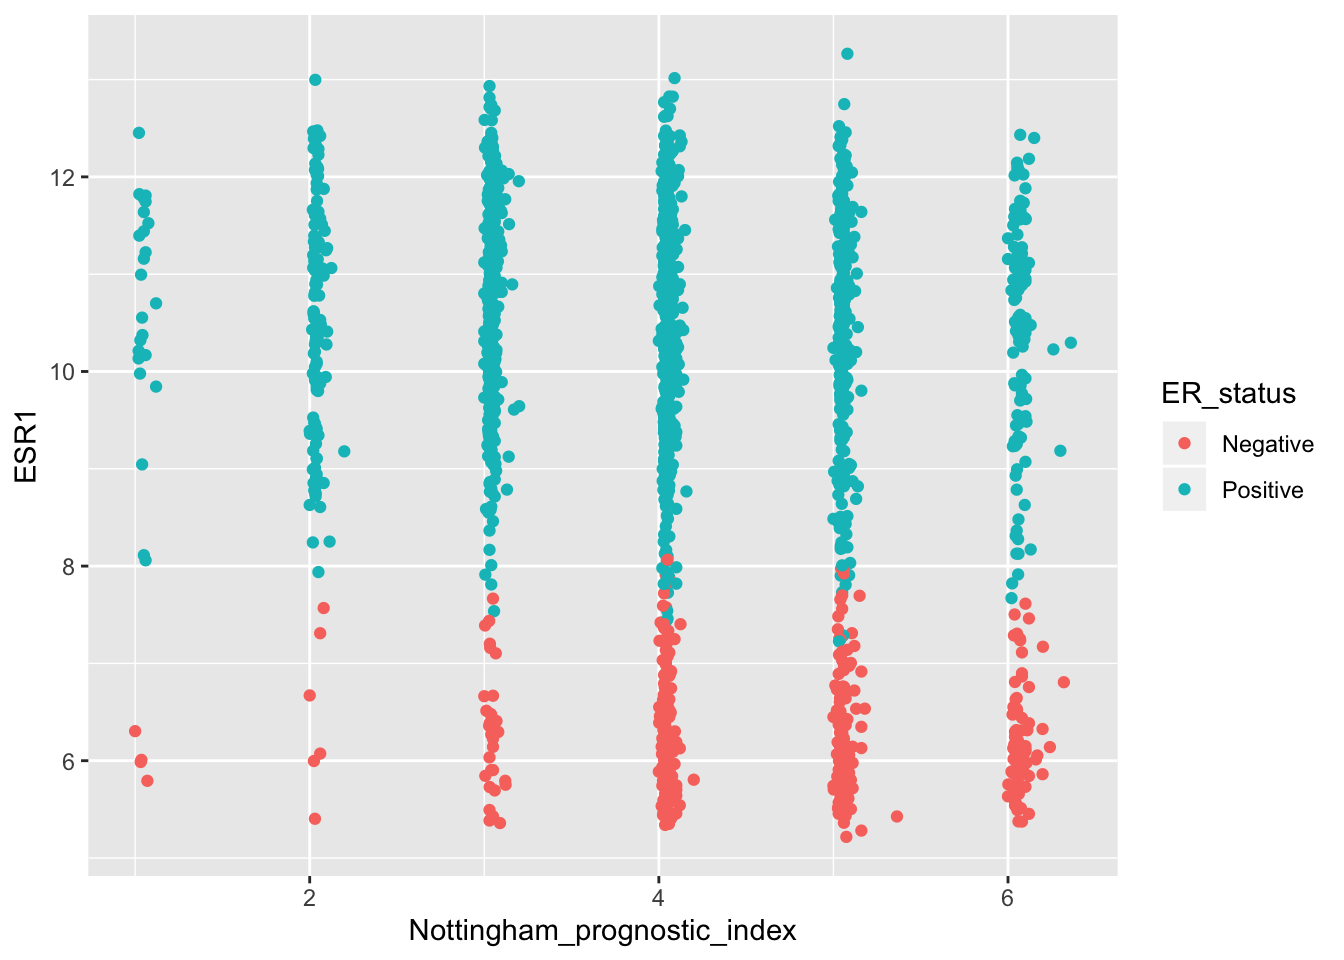 12
10
8
6
ESR1
2
4
6
Nottingham_prognostic_index
ER_status
Negative
Positive